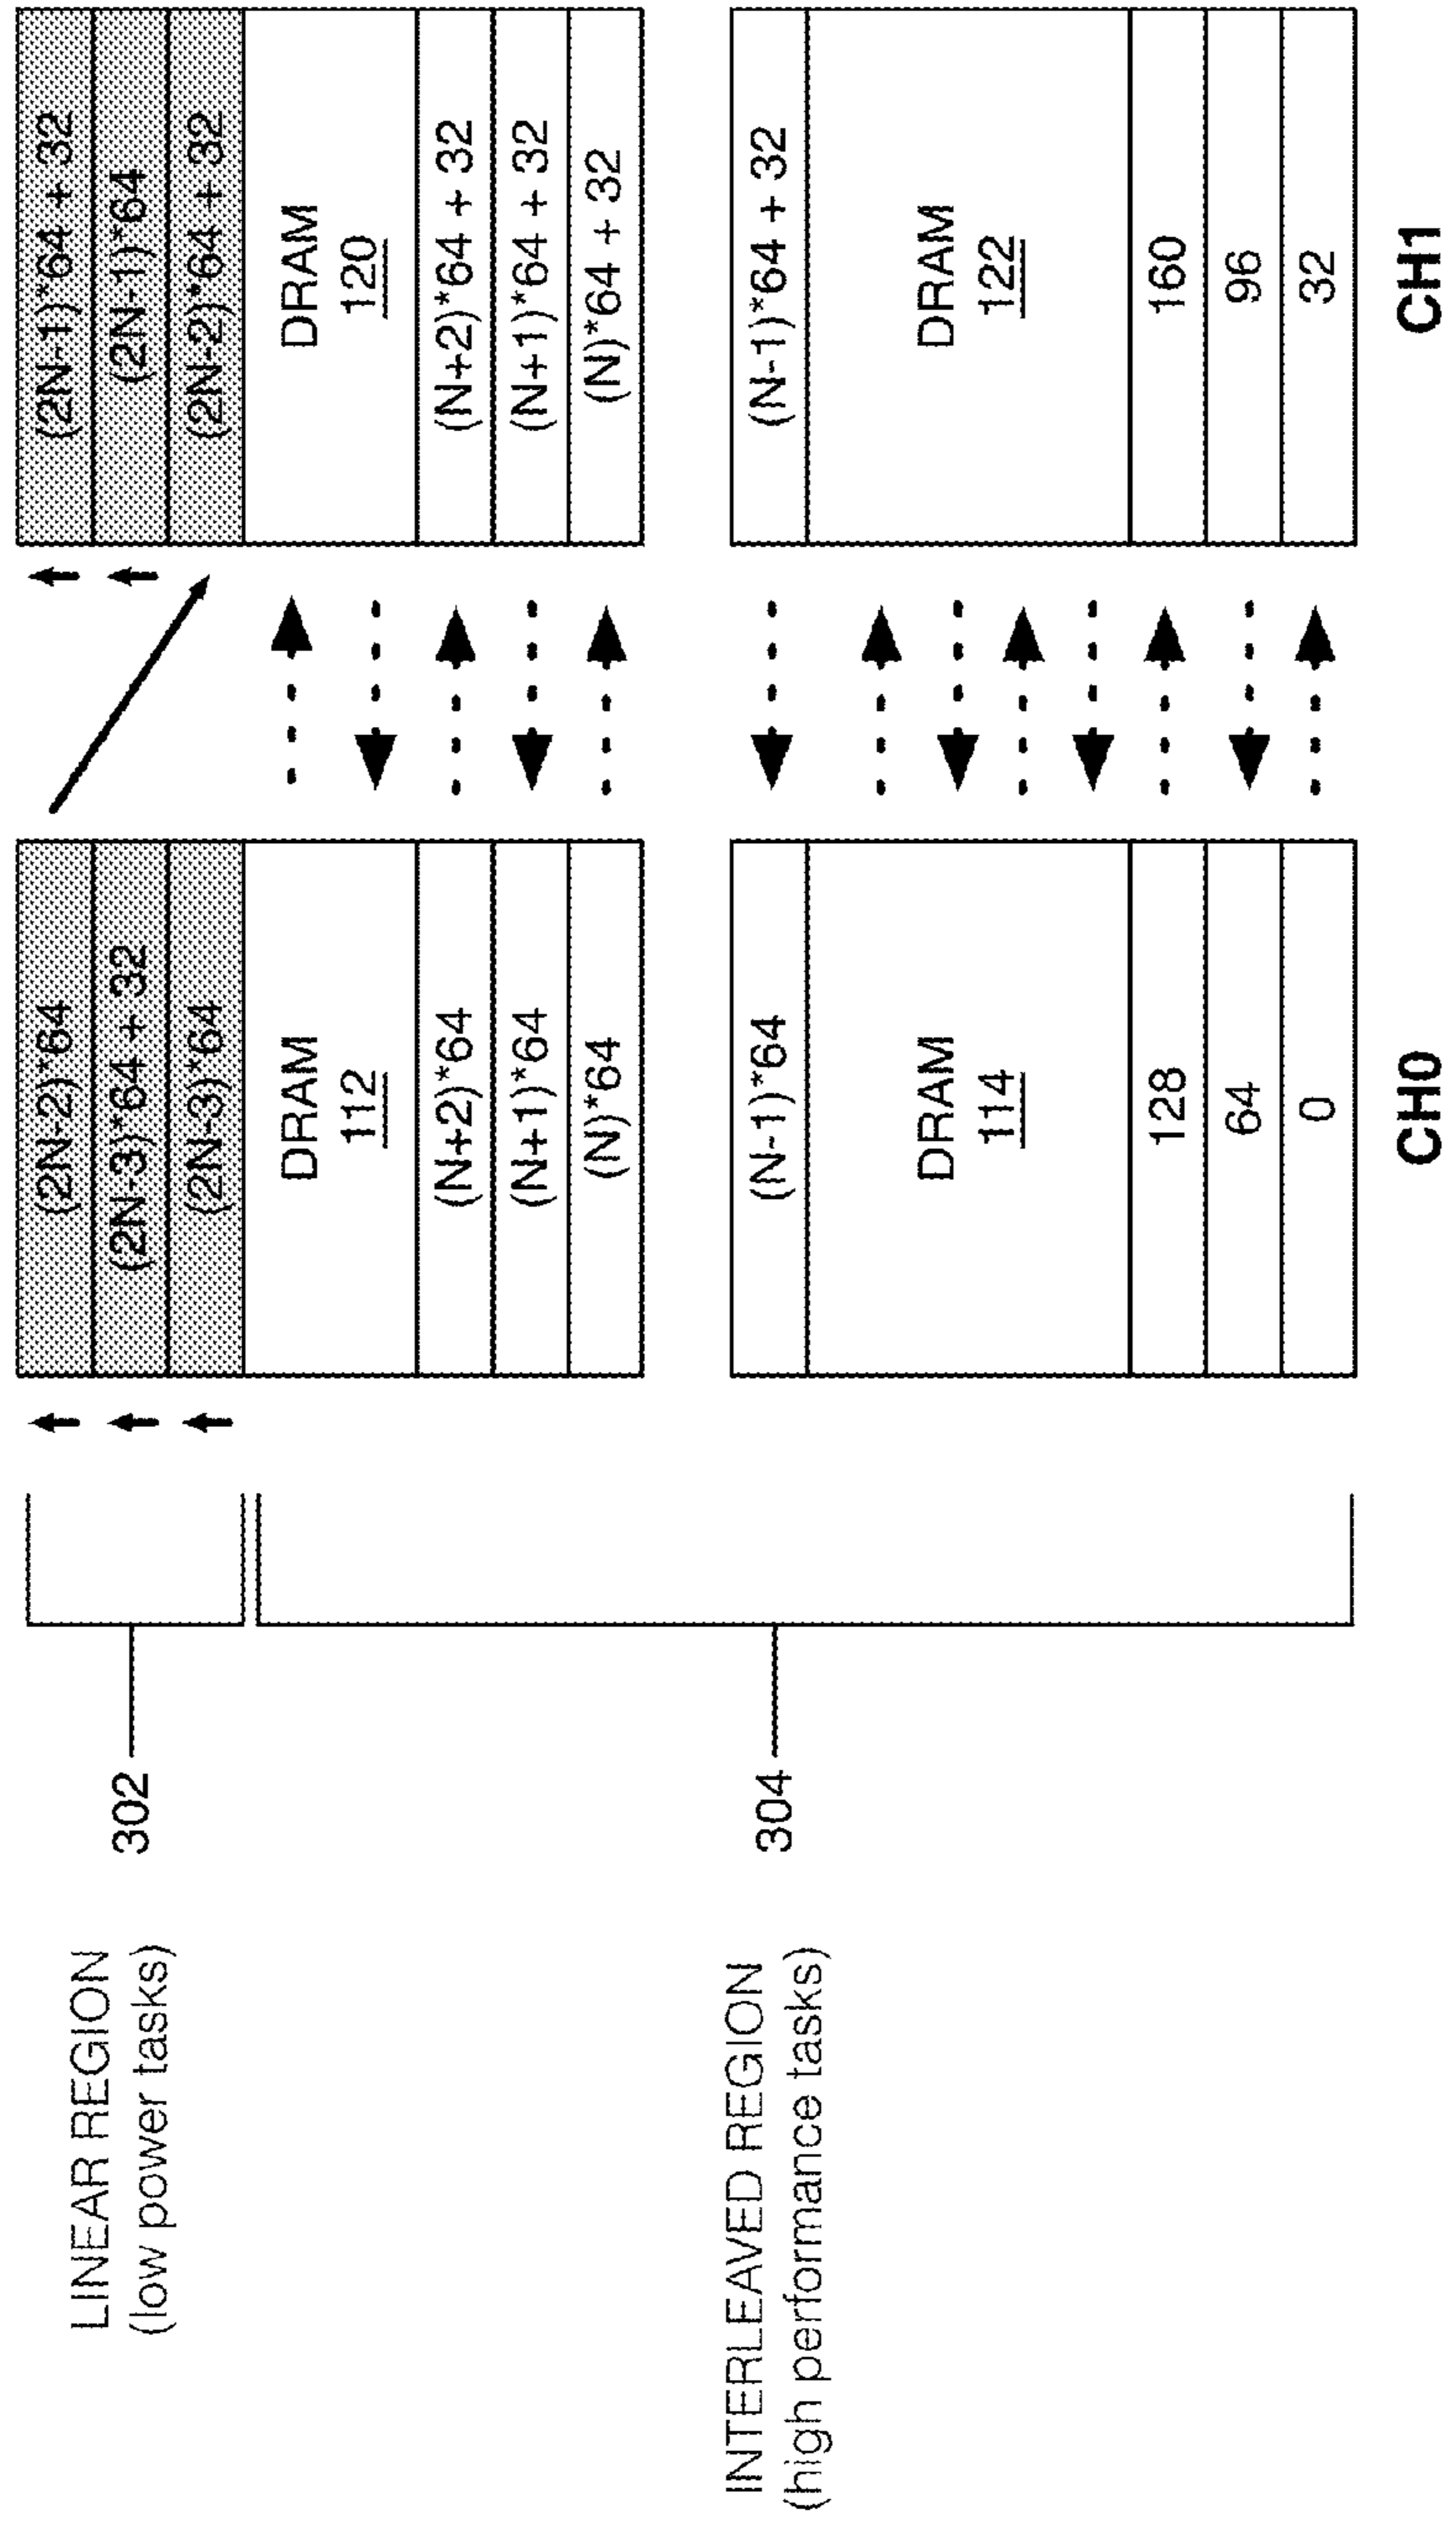 LINEAR REGION
(low power tasks)
302
(2N-2)*64
(2N-3)*64 + 32
(2N-3)*64
DRAM
112
(N+2)*64
(N+1)*64
(N)*64
(2N-1)*64 + 32
(2N-1)*64
(2N-2)*64 + 32
DRAM
120
(N+2)*64 + 32
(N+1)*64 + 32
(N)*64 + 32
INTERLEAVED REGION
(high performance tasks)
304
(N-1)*64
DRAM
114
128
64
0
(N-1)*64 + 32
DRAM
122
160
96
32
CH0
CH1